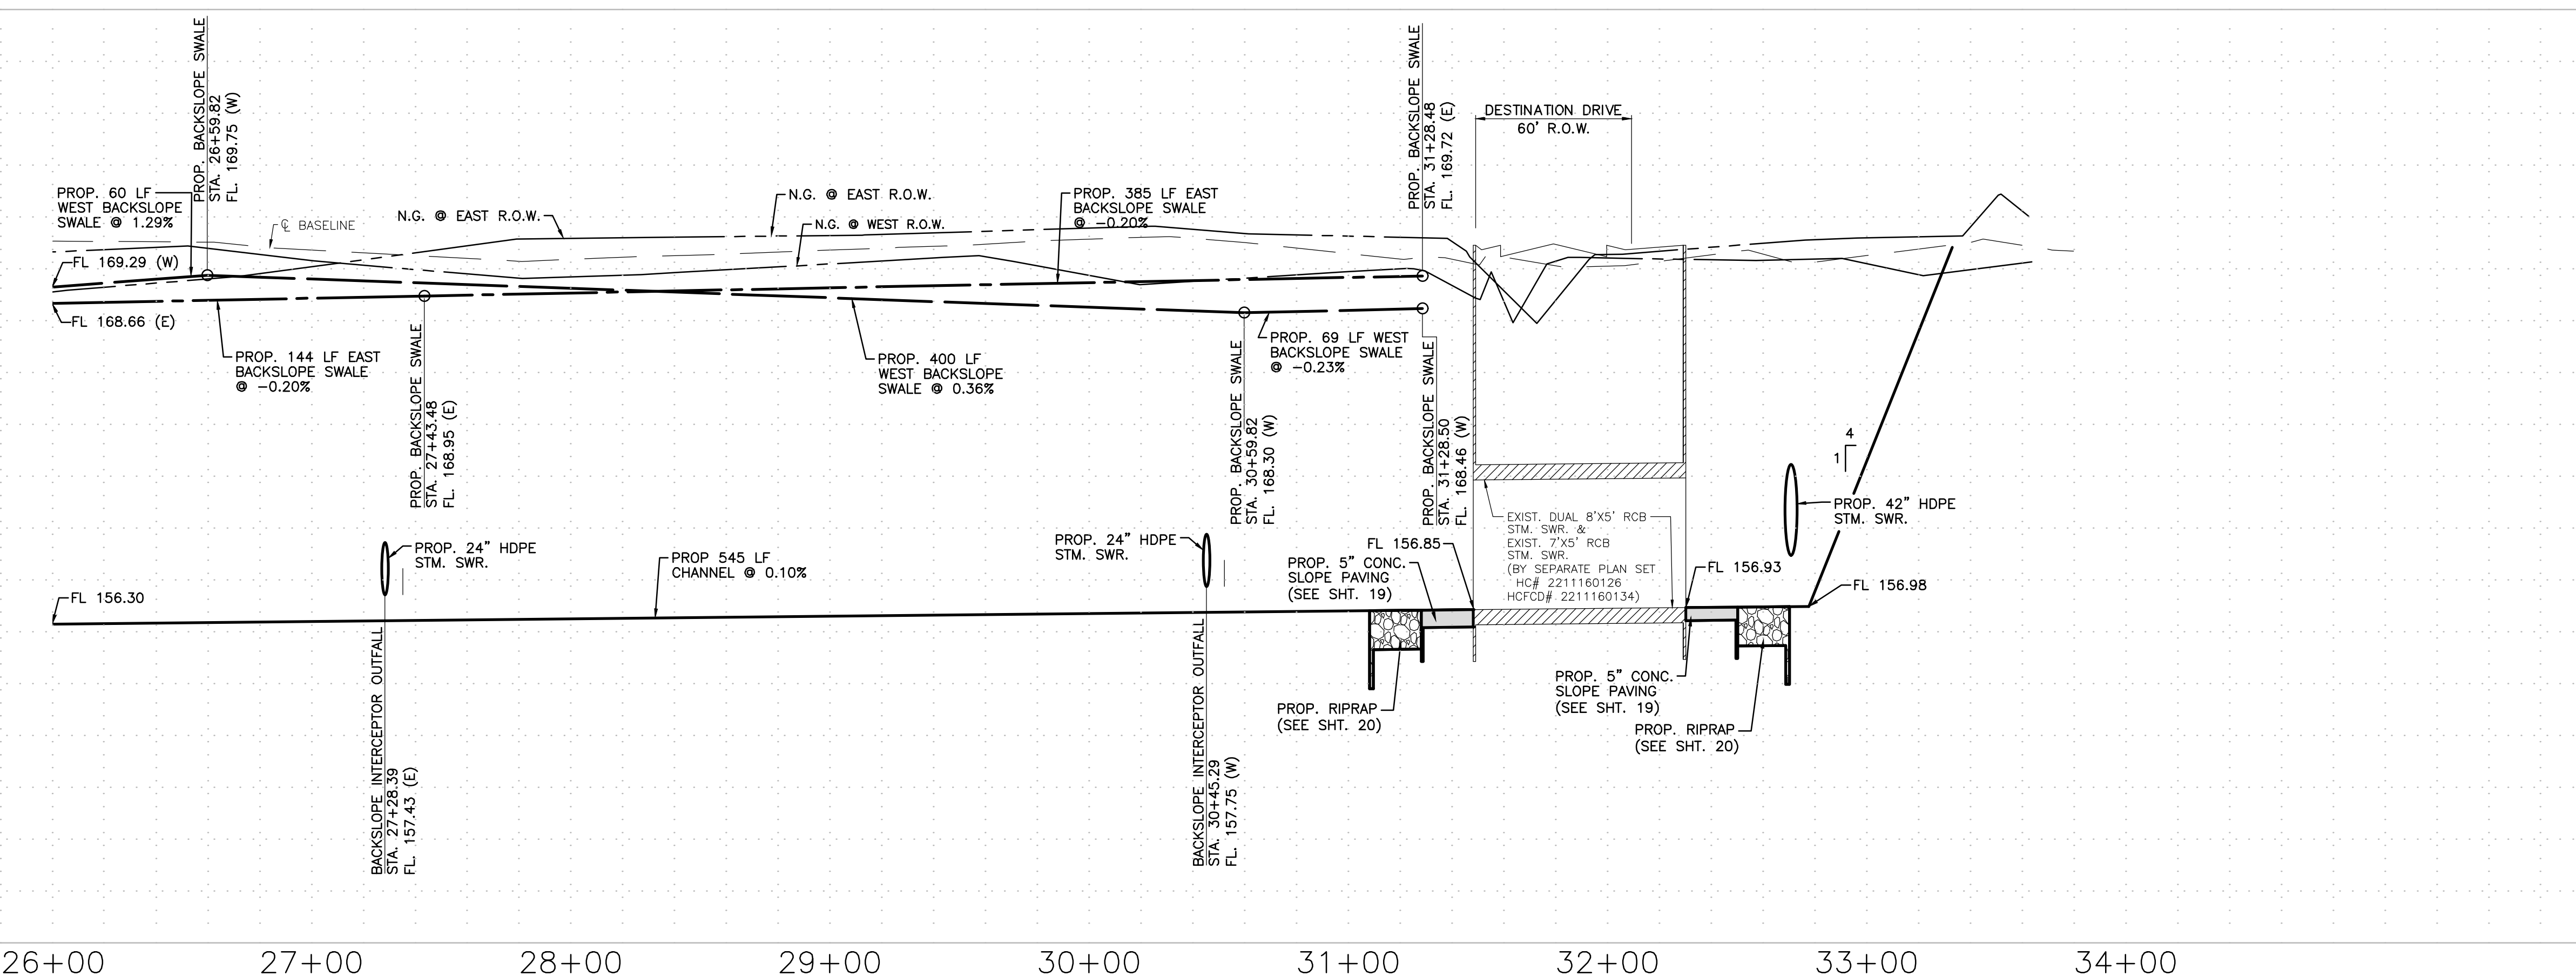 PROP. BACKSLOPE SWALE
STA. 26+59.82
FL. 169.75 (W)
PROP. BACKSLOPE SWALE
STA. 31+28.48
FL. 169.72 (E)
DESTINATION DRIVE
60' R.O.W.
PROP. 60 LF
WEST BACKSLOPE
SWALE @ 1.29%
℄ BASELINE
N.G. @ EAST R.O.W.
N.G. @ EAST R.O.W.
N.G. @ WEST R.O.W.
PROP. 385 LF EAST
BACKSLOPE SWALE
@ -0.20%
FL 169.29 (W)
FL 168.66 (E)
PROP. 144 LF EAST
BACKSLOPE SWALE
@ -0.20%
PROP. BACKSLOPE SWALE
STA. 27+43.48
FL. 168.95 (E)
PROP. 400 LF
WEST BACKSLOPE
SWALE @ 0.36%
PROP. BACKSLOPE SWALE
STA. 30+59.82
FL. 168.30 (W)
PROP. 69 LF WEST
BACKSLOPE SWALE
@ -0.23%
PROP. BACKSLOPE SWALE
STA. 31+28.50
FL. 168.46 (W)
4
1
PROP. 42" HDPE
STM. SWR.
EXIST. DUAL 8'X5' RCB
STM. SWR. &
EXIST. 7'X5' RCB
STM. SWR.
(BY SEPARATE PLAN SET
HC# 2211160126
HCFCD# 2211160134)
PROP. 24" HDPE
STM. SWR.
PROP 545 LF
CHANNEL @ 0.10%
PROP. 24" HDPE
STM. SWR.
FL 156.85
PROP. 5" CONC.
SLOPE PAVING
(SEE SHT. 19)
FL 156.93
FL 156.98
FL 156.30
BACKSLOPE INTERCEPTOR OUTFALL
STA. 27+28.39
FL. 157.43 (E)
BACKSLOPE INTERCEPTOR OUTFALL
STA. 30+45.29
FL. 157.75 (W)
PROP. RIPRAP
(SEE SHT. 20)
PROP. 5" CONC.
SLOPE PAVING
(SEE SHT. 19)
PROP. RIPRAP
(SEE SHT. 20)
26+00 27+00 28+00 29+00 30+00 31+00 32+00 33+00 34+00